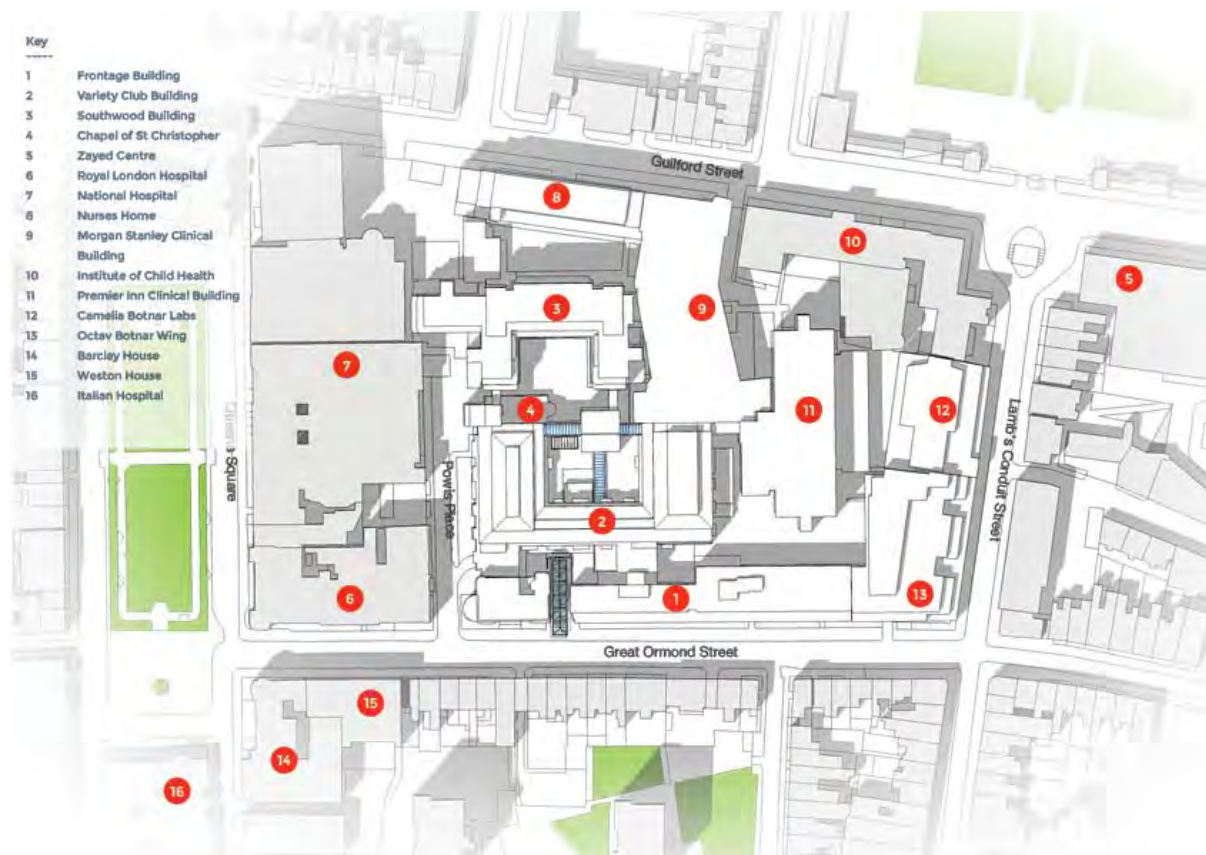 Key
-----
1 Frontage Building
2 Variety Club Building
3 Southwood Building
4 Chapel of St Christopher
5 Zayed Centre
6 Royal London Hospital
7 National Hospital
8 Nurses Home
9 Morgan Stanley Clinical
Building
10 Institute of Child Health
11 Premier Inn Clinical Building
12 Camelia Botnar Labs
13 Octav Botnar Wing
14 Barclay House
15 Weston House
16 Italian Hospital
Guilford Street
8
10
5
3
9
7
4
11
12
Square
Powis Place
Lamb's Conduit Street
2
6
1
13
Great Ormond Street
15
14
16